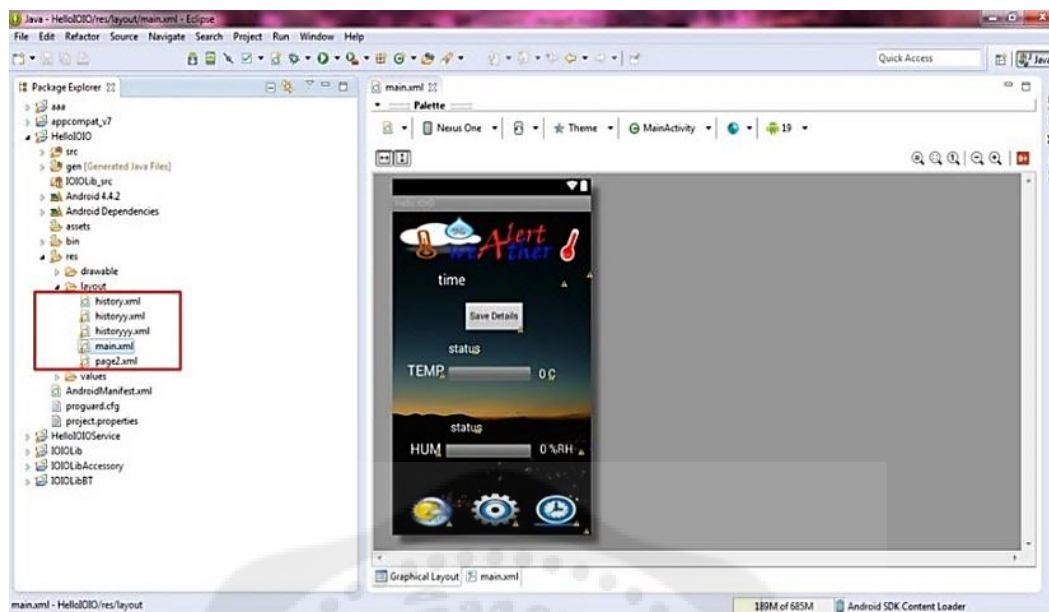 Java - HelloIOIO/res/layout/main.xml - Eclipse
File Edit Refactor Source Navigate Search Project Run Window Help
Quick Access
Java
Package Explorer
aaa
appcompat_v7
HelloIOIO
src
gen [Generated Java Files]
IOIOLib_src
Android 4.4.2
Android Dependencies
assets
bin
res
drawable
layout
history.xml
historyy.xml
historyyy.xml
main.xml
page2.xml
values
AndroidManifest.xml
proguard.cfg
project.properties
HelloIOIOService
IOIOLib
IOIOLibAccessory
IOIOLibBT
main.xml
Palette
Nexus One
Theme
MainActivity
19
Hello IOIO
Alert
weAther
time
Save Details
status
TEMP
0 C
status
HUM
0 %RH
Graphical Layout
main.xml
main.xml - HelloIOIO/res/layout
189M of 685M
Android SDK Content Loader